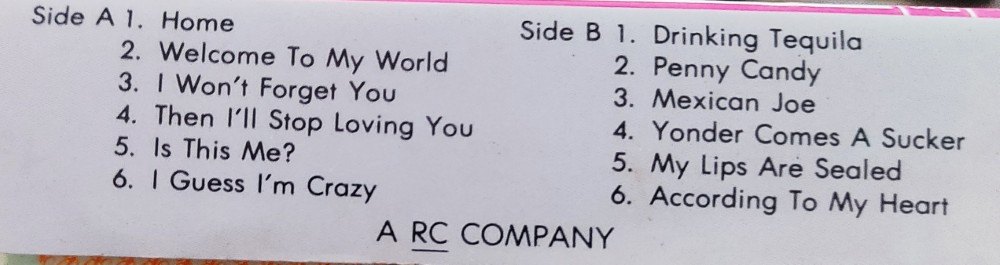 Side A 1. Home
2. Welcome To My World
3. I Won't Forget You
4. Then I'll Stop Loving You
5. Is This Me?
6. I Guess I'm Crazy
Side B 1. Drinking Tequila
2. Penny Candy
3. Mexican Joe
4. Yonder Comes A Sucker
5. My Lips Are Sealed
6. According To My Heart
A RC COMPANY